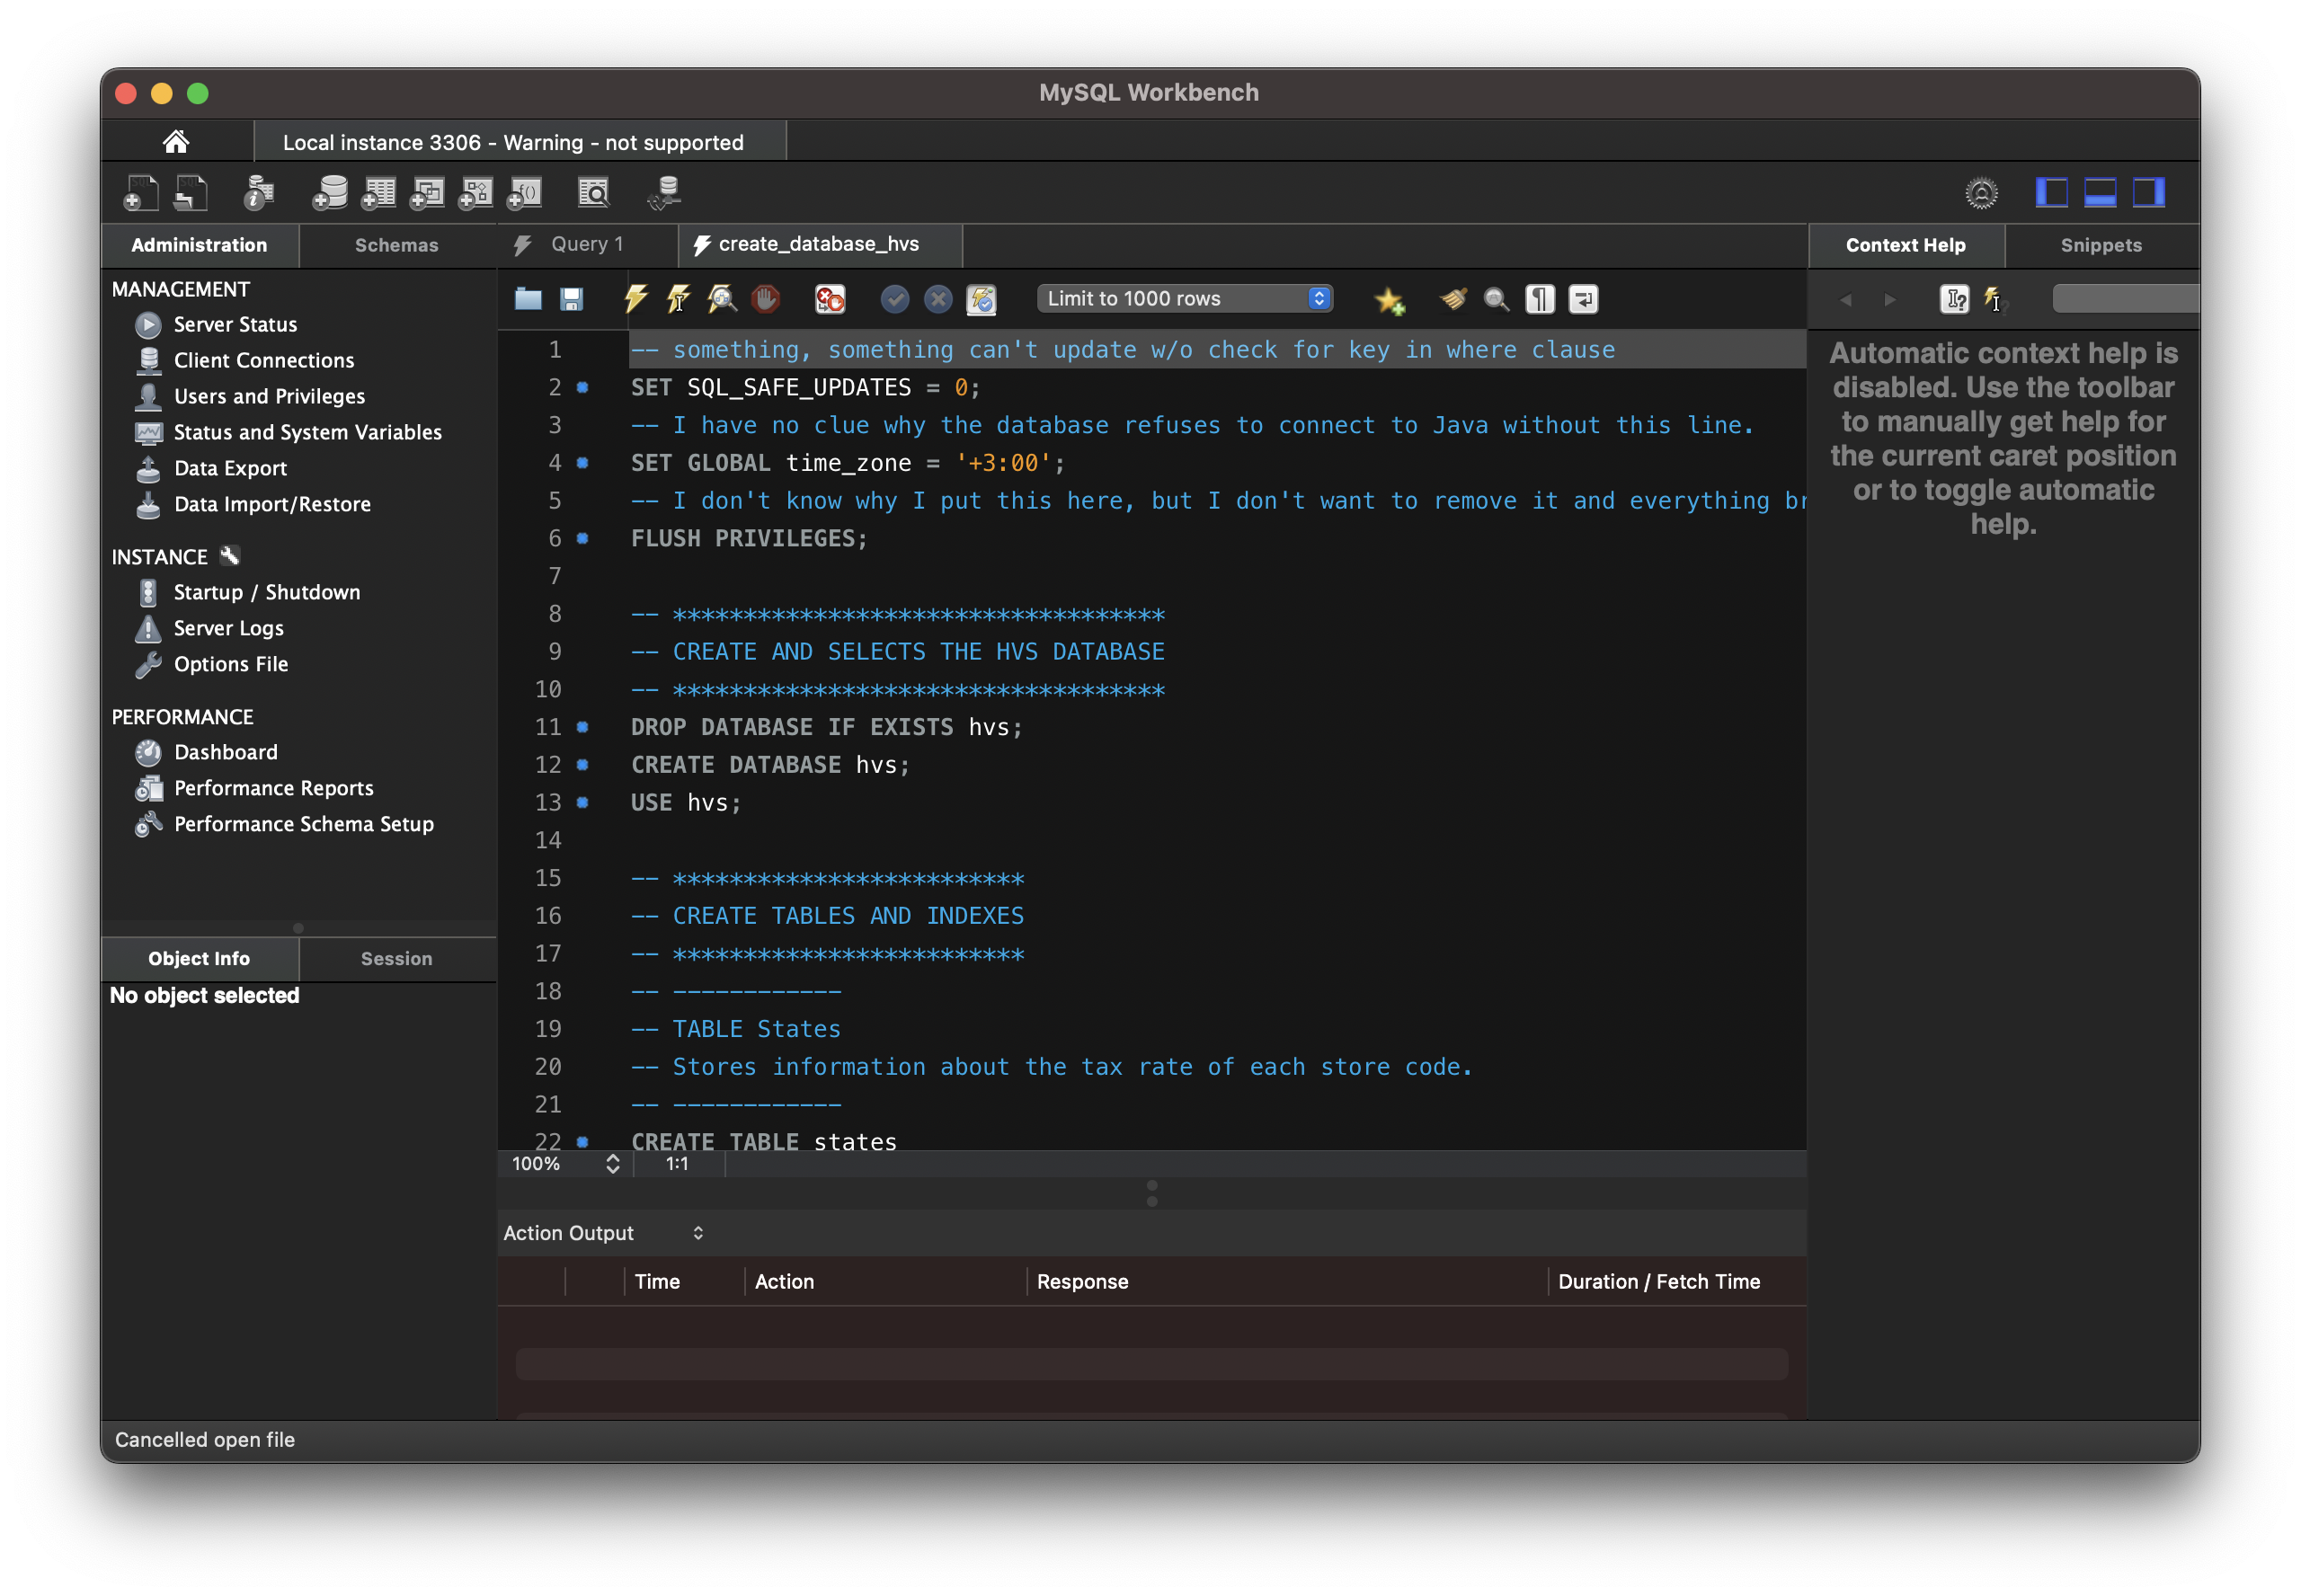 MySQL Workbench
Local instance 3306 - Warning - not supported
Administration
Schemas
Query 1
create_database_hvs
Context Help
Snippets
MANAGEMENT
Server Status
Client Connections
Users and Privileges
Status and System Variables
Data Export
Data Import/Restore
INSTANCE
Startup / Shutdown
Server Logs
Options File
PERFORMANCE
Dashboard
Performance Reports
Performance Schema Setup
Object Info
Session
No object selected
Limit to 1000 rows
1 -- something, something can't update w/o check for key in where clause
2 SET SQL_SAFE_UPDATES = 0;
3 -- I have no clue why the database refuses to connect to Java without this line.
4 SET GLOBAL time_zone = '+3:00';
5 -- I don't know why I put this here, but I don't want to remove it and everything br
6 FLUSH PRIVILEGES;
7
8 -- ***********************************
9 -- CREATE AND SELECTS THE HVS DATABASE
10 -- ***********************************
11 DROP DATABASE IF EXISTS hvs;
12 CREATE DATABASE hvs;
13 USE hvs;
14
15 -- *************************
16 -- CREATE TABLES AND INDEXES
17 -- *************************
18 -- ------------
19 -- TABLE States
20 -- Stores information about the tax rate of each store code.
21 -- ------------
22 CREATE TABLE states
100%
1:1
Action Output
Time
Action
Response
Duration / Fetch Time
Automatic context help is
disabled. Use the toolbar
to manually get help for
the current caret position
or to toggle automatic
help.
Cancelled open file